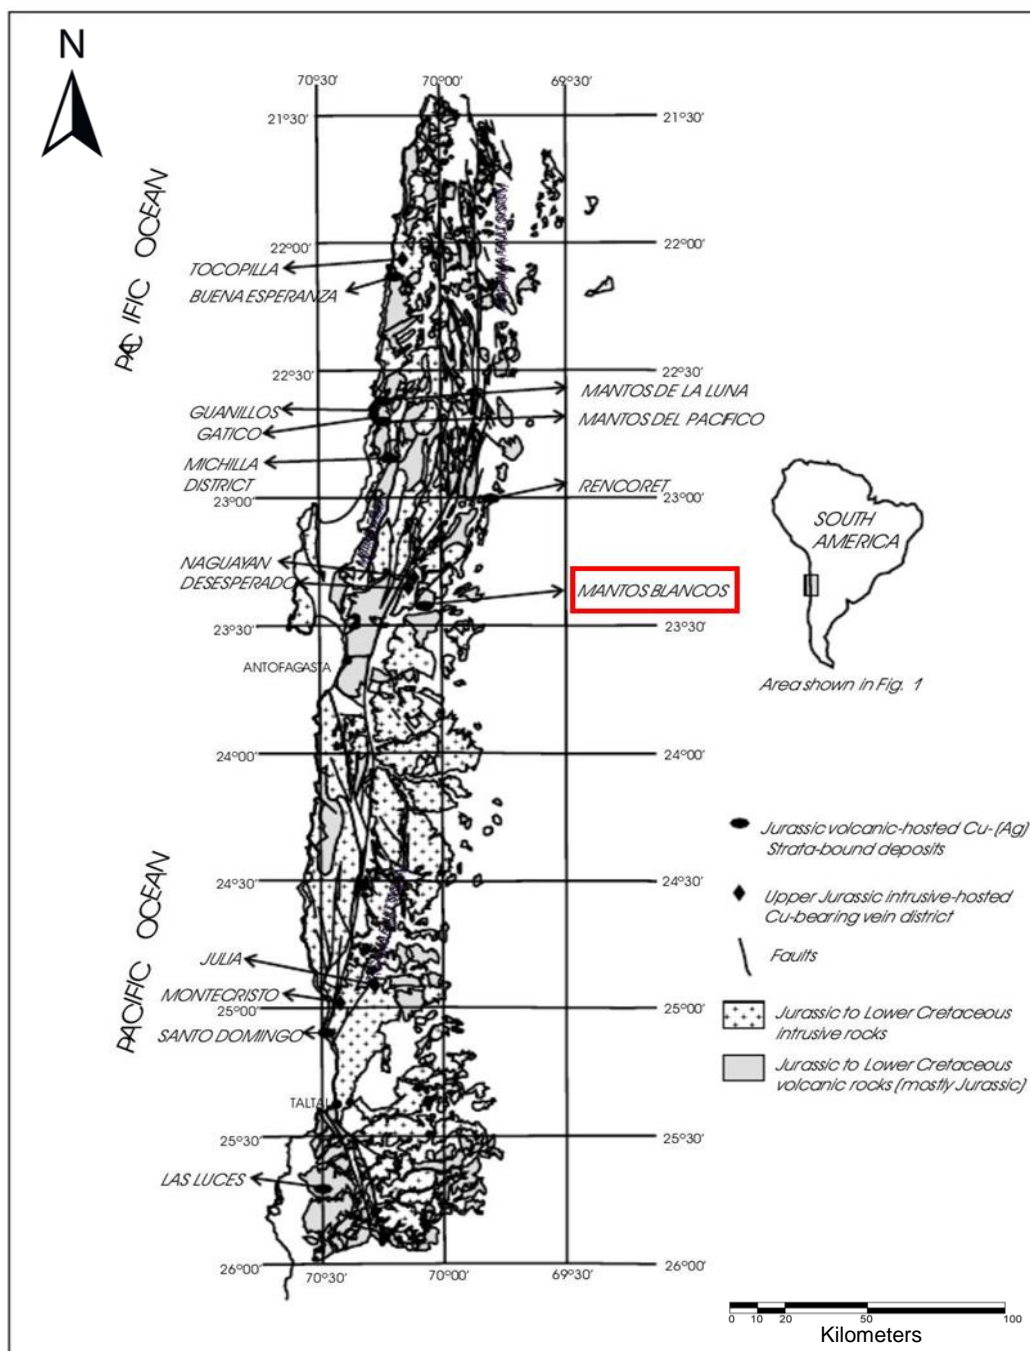 N
70°30'
70°00'
69°30'
21°30'
21°30'
PACIFIC OCEAN
22°00'
22°00'
TOCOPILLA
BUENA ESPERANZA
22°30'
22°30'
MANTOS DE LA LUNA
GUANILLOS
MANTOS DEL PACIFICO
GATICO
MICHILLA
DISTRICT
23°00'
23°00'
RENCORET
SOUTH
AMERICA
NAGUAYAN
DESESPERADO
MANTOS BLANCOS
23°30'
23°30'
ANTOFAGASTA
Area shown in Fig. 1
24°00'
24°00'
Jurassic volcanic-hosted Cu-(Ag)
Strata-bound deposits
24°30'
24°30'
Upper Jurassic intrusive-hosted
Cu-bearing vein district
PACIFIC OCEAN
JULIA
Faults
MONTECRISTO
25°00'
25°00'
Jurassic to Lower Cretaceous
intrusive rocks
SANTO DOMINGO
Jurassic to Lower Cretaceous
volcanic rocks (mostly Jurassic)
TALTAL
25°30'
25°30'
LAS LUCES
26°00'
26°00'
70°30'
70°00'
69°30'
0 10 20 50 100
Kilometers